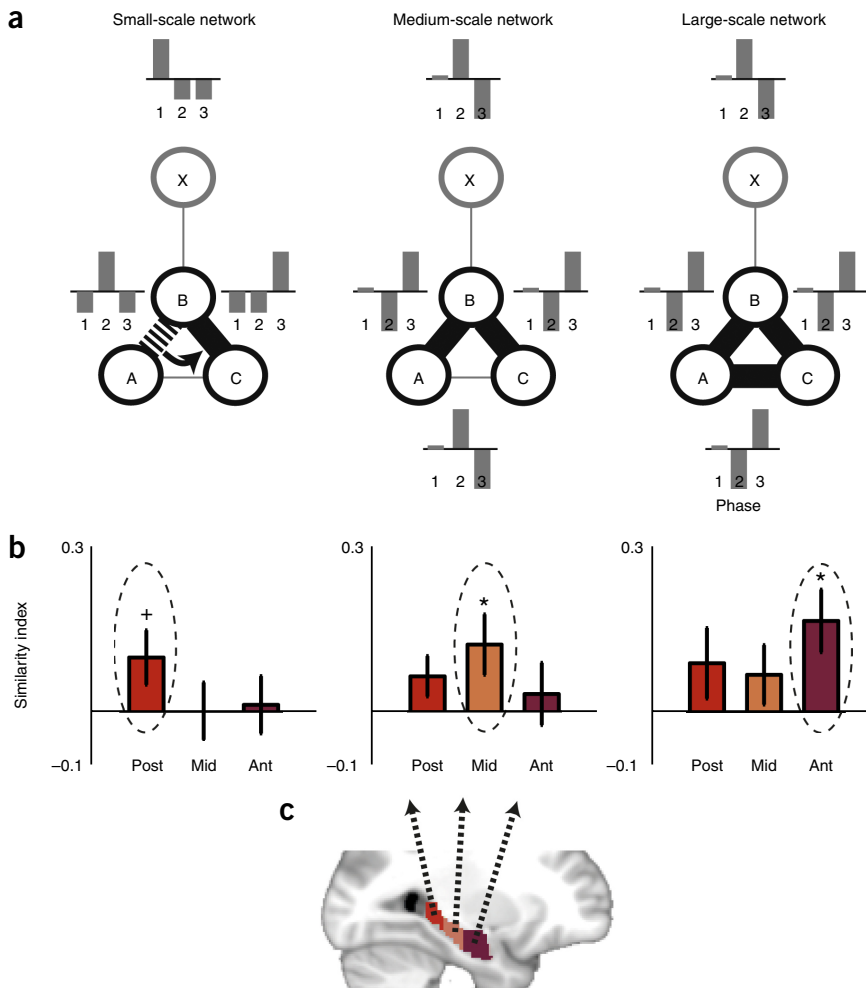 a
Small-scale network Medium-scale network Large-scale network
1 2 3 1 2 3 1 2 3
X X X
B B B
1 2 3 1 2 3 1 2 3 1 2 3 1 2 3 1 2 3
A C A C A C
1 2 3 1 2 3
Phase
b
0.3 0.3 0.3
+ * *
Similarity index
−0.1 −0.1 −0.1
Post Mid Ant Post Mid Ant Post Mid Ant
c